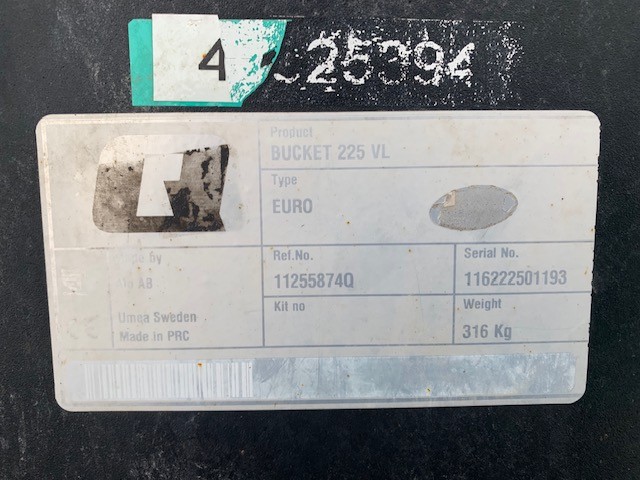 4
25394
Product
BUCKET 225 VL
Type
EURO
by
AB
Umea Sweden
Made in PRC
Ref.No.
11255874Q
Serial No.
116222501193
Kit no
Weight
316 Kg